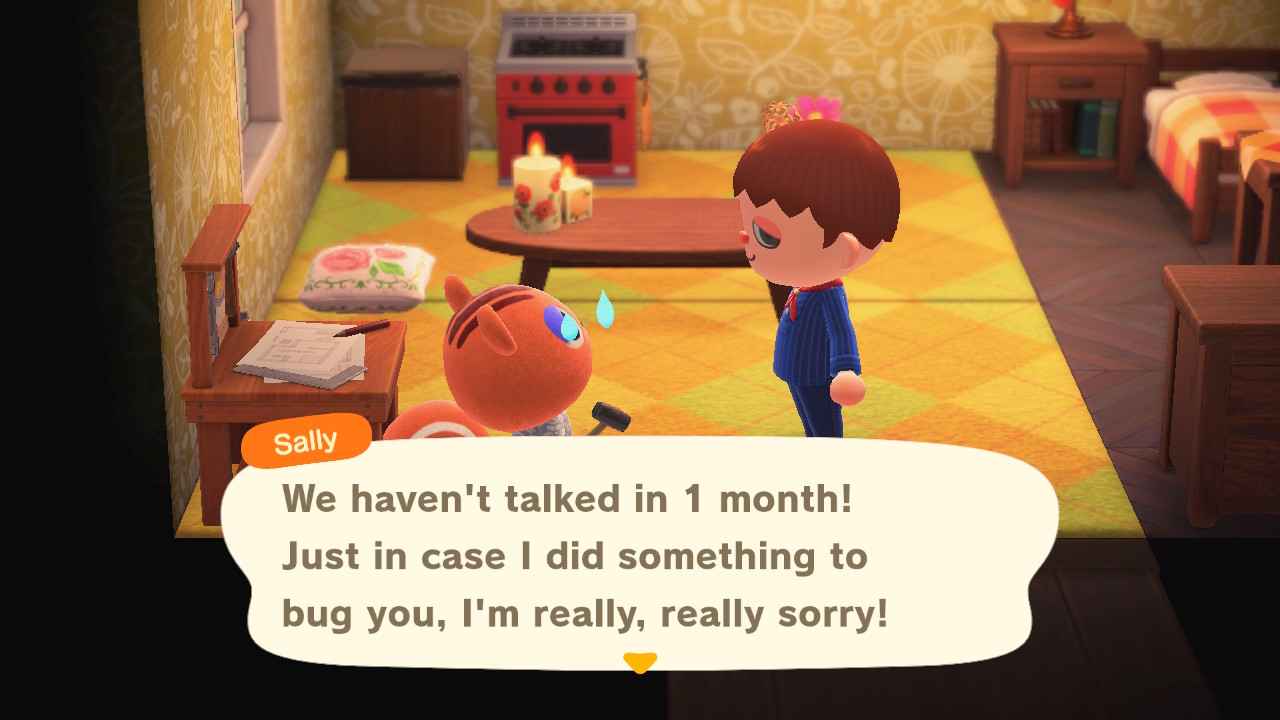 Sally
We haven't talked in 1 month!
Just in case I did something to
bug you, I'm really, really sorry!